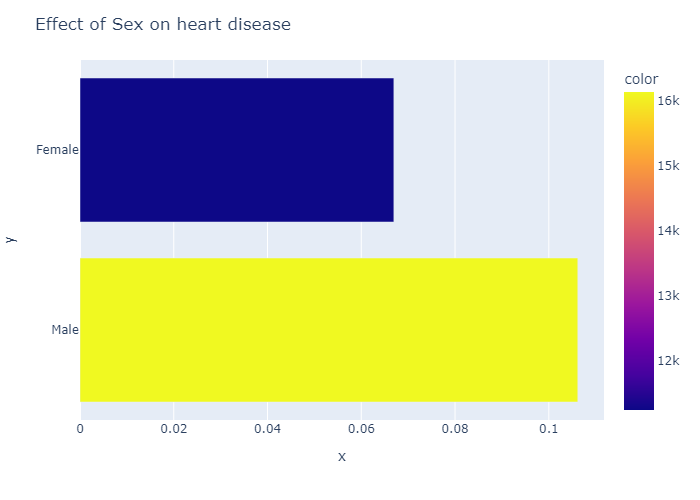 Effect of Sex on heart disease
color
Female
Male
y
0 0.02 0.04 0.06 0.08 0.1
x
16k
15k
14k
13k
12k